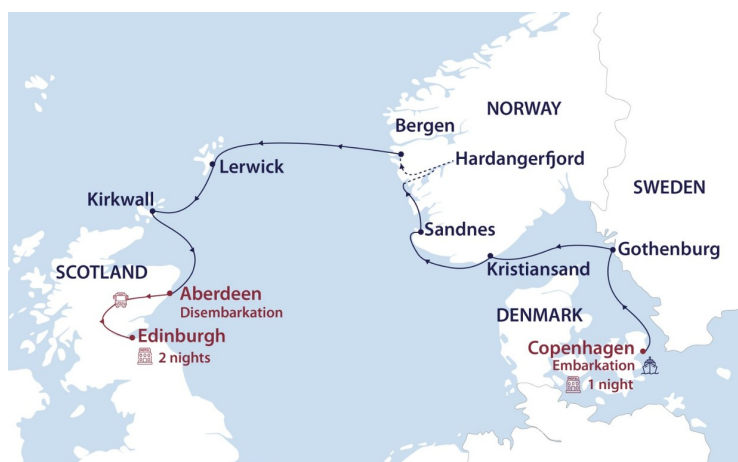 NORWAY
Bergen
Hardangerfjord
Lerwick
SWEDEN
Kirkwall
Sandnes
Gothenburg
Kristiansand
SCOTLAND
Aberdeen
Disembarkation
DENMARK
Edinburgh
2 nights
Copenhagen
Embarkation
1 night